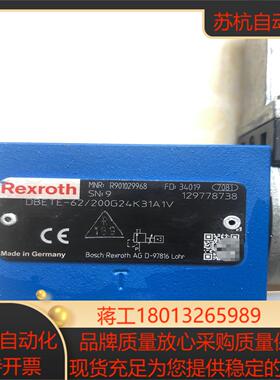 苏杭自动化
Rexroth
MNR: R901029968 FD: 34019 7081
SN: 9 129778738
DBETE-62/200G24K31A1V
CE
Made in Germany
Bosch Rexroth AG D-97816 Lohr
蒋工18013265989
自动化 品牌质量放心采购质量
开票 现货充足为您提供稳定的